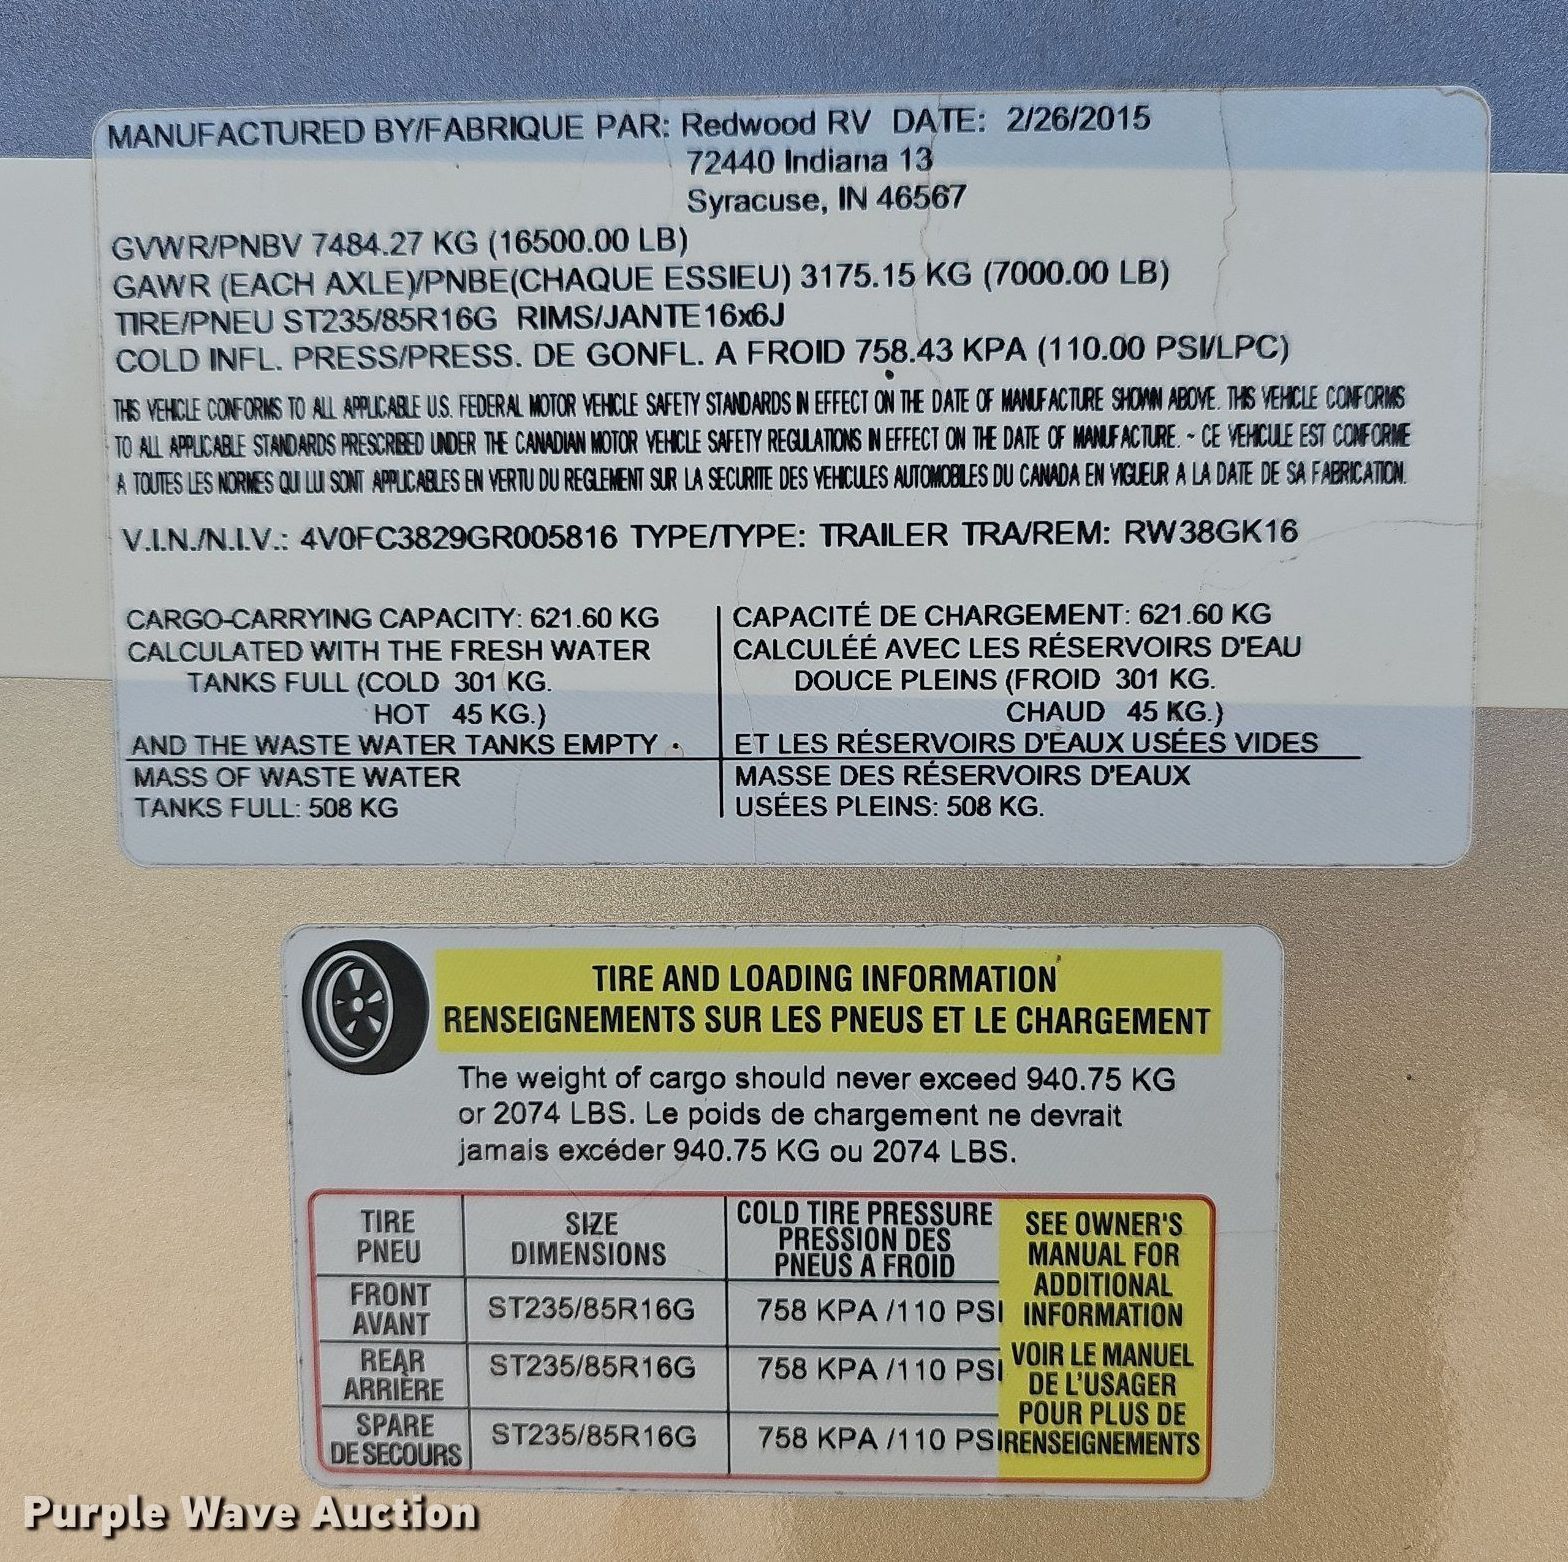 MANUFACTURED BY/FABRIQUE PAR: Redwood RV DATE: 2/26/2015
72440 Indiana 13
Syracuse, IN 46567
GVWR/PNBV 7484.27 KG (16500.00 LB)
GAWR (EACH AXLE)/PNBE(CHAQUE ESSIEU) 3175.15 KG (7000.00 LB)
TIRE/PNEU ST235/85R16G RIMS/JANTE 16x6J
COLD INFL. PRESS/PRESS. DE GONFL. A FROID 758.43 KPA (110.00 PSI/LPC)
THIS VEHICLE CONFORMS TO ALL APPLICABLE U.S. FEDERAL MOTOR VEHICLE SAFETY STANDARDS IN EFFECT ON THE DATE OF MANUFACTURE SHOWN ABOVE. THIS VEHICLE CONFORMS
TO ALL APPLICABLE STANDARDS PRESCRIBED UNDER THE CANADIAN MOTOR VEHICLE SAFETY REGULATIONS IN EFFECT ON THE DATE OF MANUFACTURE. ~ CE VEHICULE EST CONFORME
A TOUTES LES NORMES QUI LUI SONT APPLICABLES EN VERTU DU REGLEMENT SUR LA SECURITE DES VEHICULES AUTOMOBILES DU CANADA EN VIGUEUR A LA DATE DE SA FABRICATION.
V.I.N./N.I.V.: 4V0FC3829GR005816 TYPE/TYPE: TRAILER TRA/REM: RW38GK16
CARGO-CARRYING CAPACITY: 621.60 KG
CALCULATED WITH THE FRESH WATER
TANKS FULL (COLD 301 KG.
HOT 45 KG.)
AND THE WASTE WATER TANKS EMPTY
MASS OF WASTE WATER
TANKS FULL: 508 KG
CAPACITÉ DE CHARGEMENT: 621.60 KG
CALCULÉÉ AVEC LES RÉSERVOIRS D'EAU
DOUCE PLEINS (FROID 301 KG.
CHAUD 45 KG.)
ET LES RÉSERVOIRS D'EAUX USÉES VIDES
MASSE DES RÉSERVOIRS D'EAUX
USÉES PLEINS: 508 KG.
TIRE AND LOADING INFORMATION
RENSEIGNEMENTS SUR LES PNEUS ET LE CHARGEMENT
The weight of cargo should never exceed 940.75 KG
or 2074 LBS. Le poids de chargement ne devrait
jamais excéder 940.75 KG ou 2074 LBS.
TIRE
PNEU
SIZE
DIMENSIONS
COLD TIRE PRESSURE
PRESSION DES
PNEUS A FROID
FRONT
AVANT
ST235/85R16G
758 KPA /110 PSI
REAR
ARRIÈRE
ST235/85R16G
758 KPA /110 PSI
SPARE
DE SECOURS
ST235/85R16G
758 KPA /110 PSI
SEE OWNER'S
MANUAL FOR
ADDITIONAL
INFORMATION
VOIR LE MANUEL
DE L'USAGER
POUR PLUS DE
RENSEIGNEMENTS
Purple Wave Auction